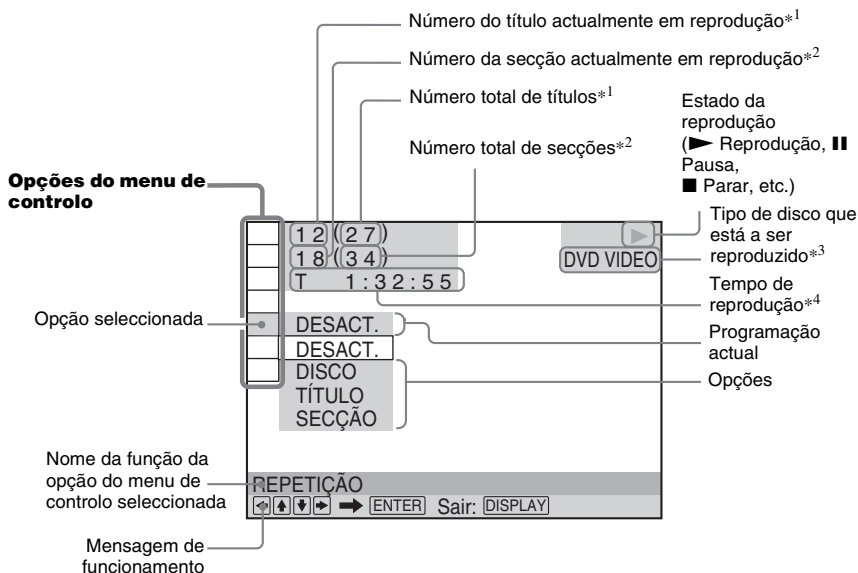 Número do título actualmente em reprodução*1
Número da secção actualmente em reprodução*2
Número total de títulos*1
Número total de secções*2
Estado da
reprodução
(▶ Reprodução, ❚❚
Pausa,
■ Parar, etc.)
Tipo de disco que
está a ser
reproduzido*3
Tempo de
reprodução*4
Programação
actual
Opções
Opções do menu de
controlo
Opção seleccionada
Nome da função da
opção do menu de
controlo seleccionada
Mensagem de
funcionamento
12(27)
18(34)
T 1:32:55
▶
DVD VIDEO
DESACT.
DESACT.
DISCO
TÍTULO
SECÇÃO
REPETIÇÃO
←↑↓→ ➡ ENTER Sair: DISPLAY